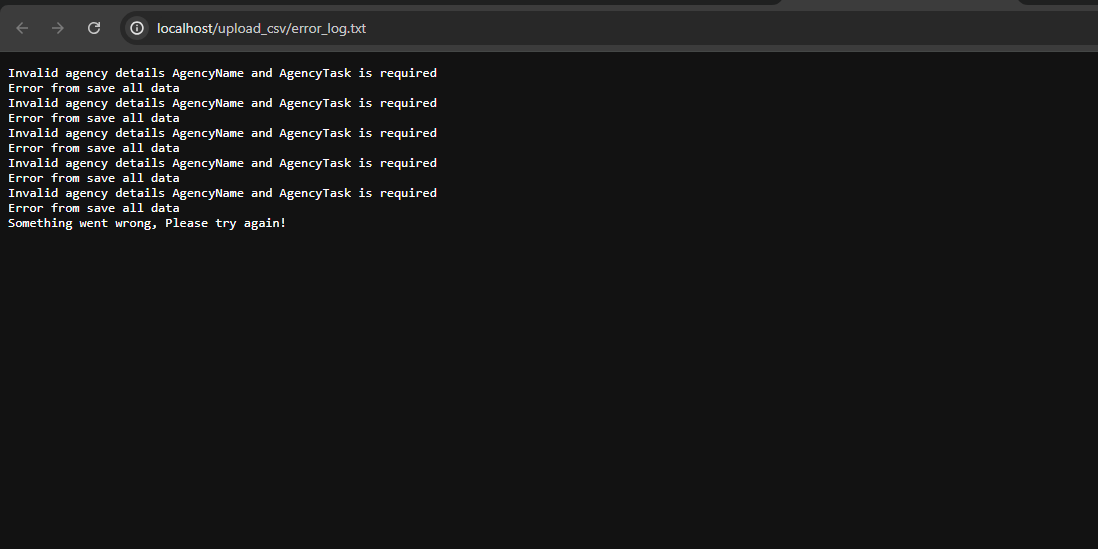 localhost/upload_csv/error_log.txt
Invalid agency details AgencyName and AgencyTask is required
Error from save all data
Invalid agency details AgencyName and AgencyTask is required
Error from save all data
Invalid agency details AgencyName and AgencyTask is required
Error from save all data
Invalid agency details AgencyName and AgencyTask is required
Error from save all data
Invalid agency details AgencyName and AgencyTask is required
Error from save all data
Something went wrong, Please try again!